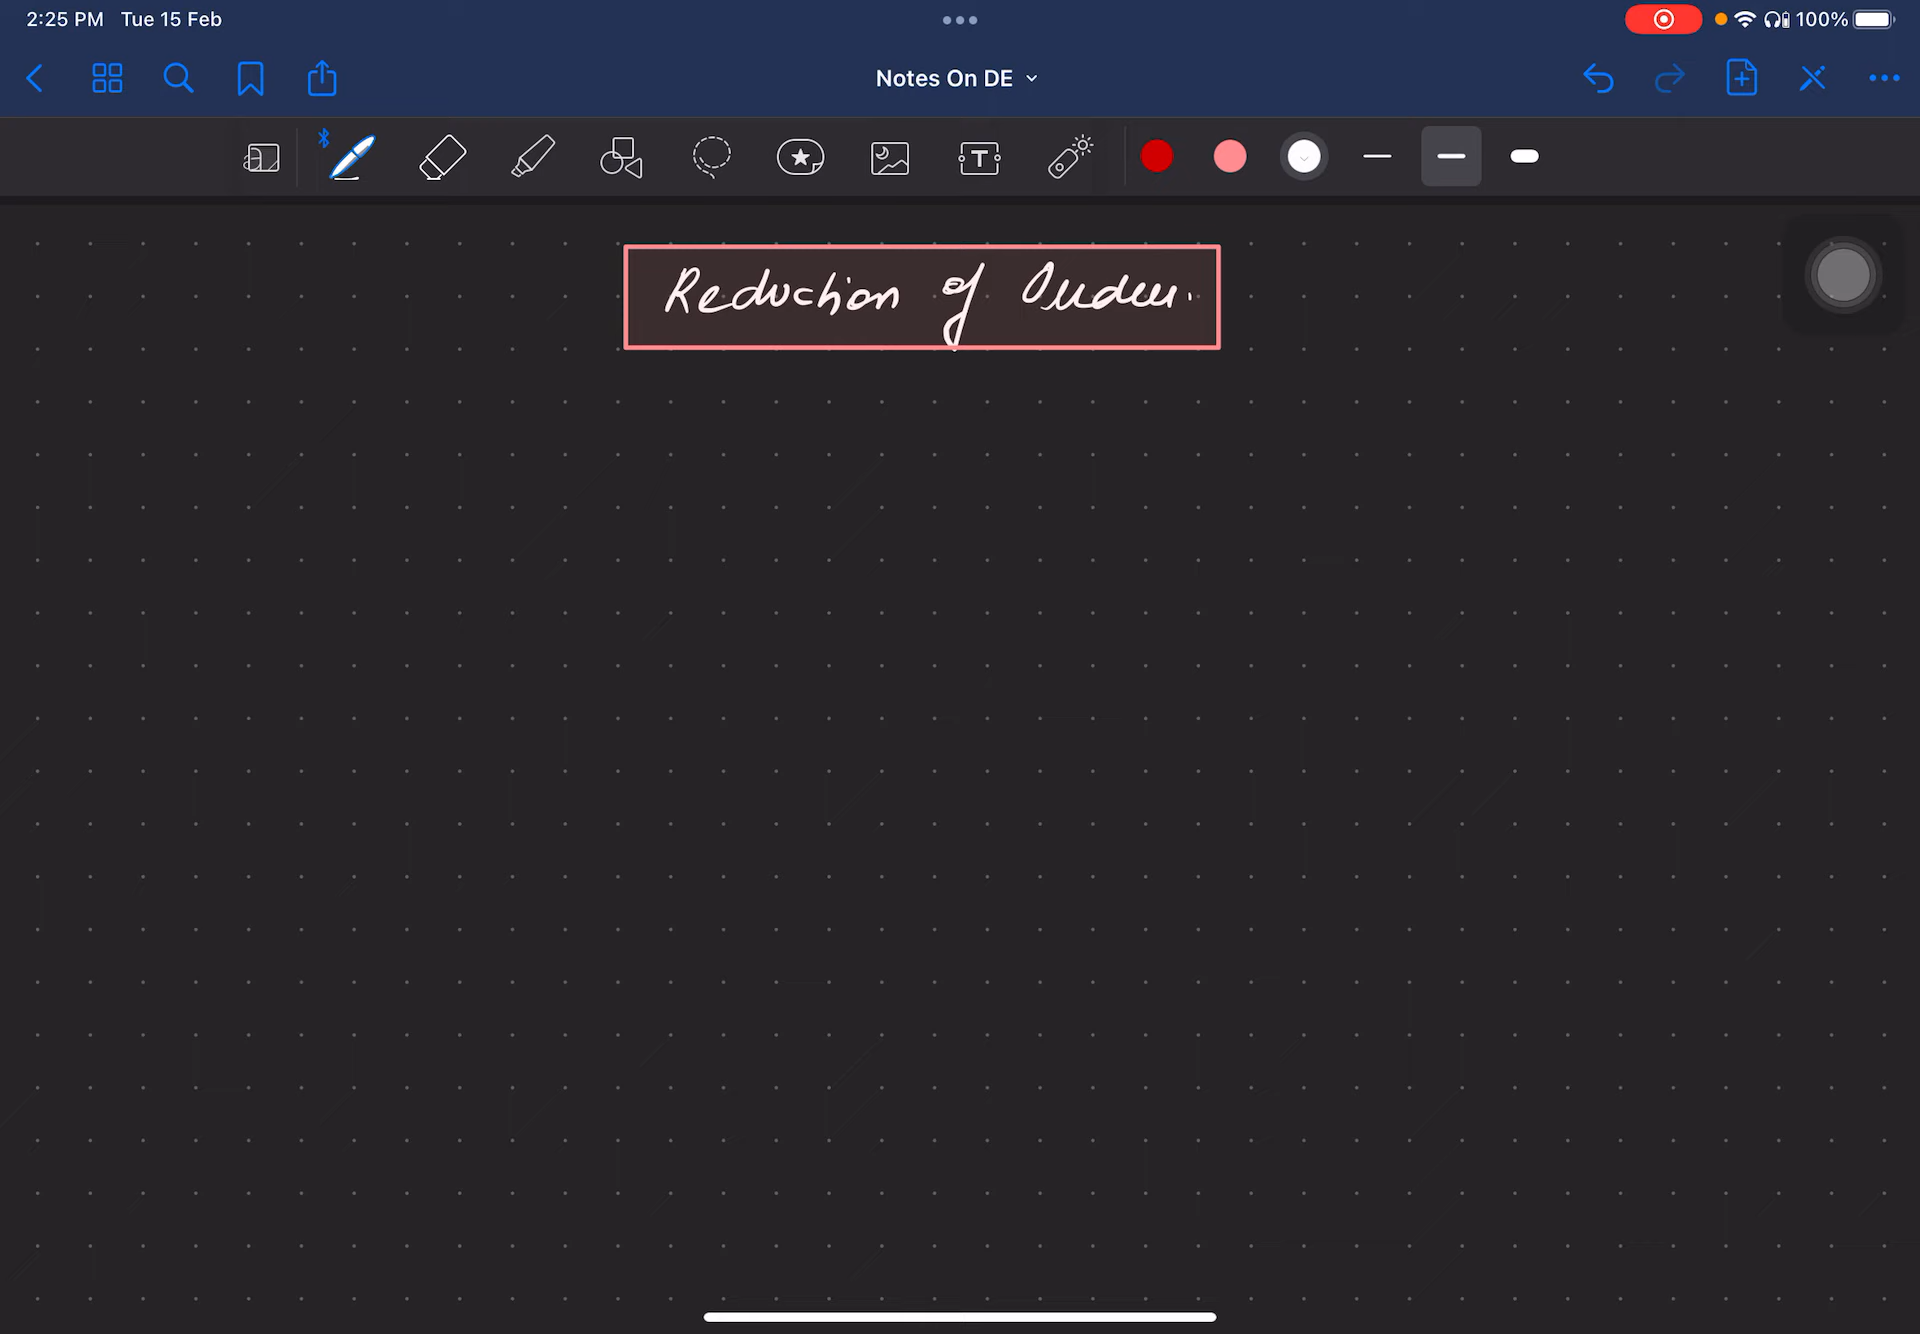 2:25 PM Tue 15 Feb
100%
Notes On DE
T
Reduction of Order.